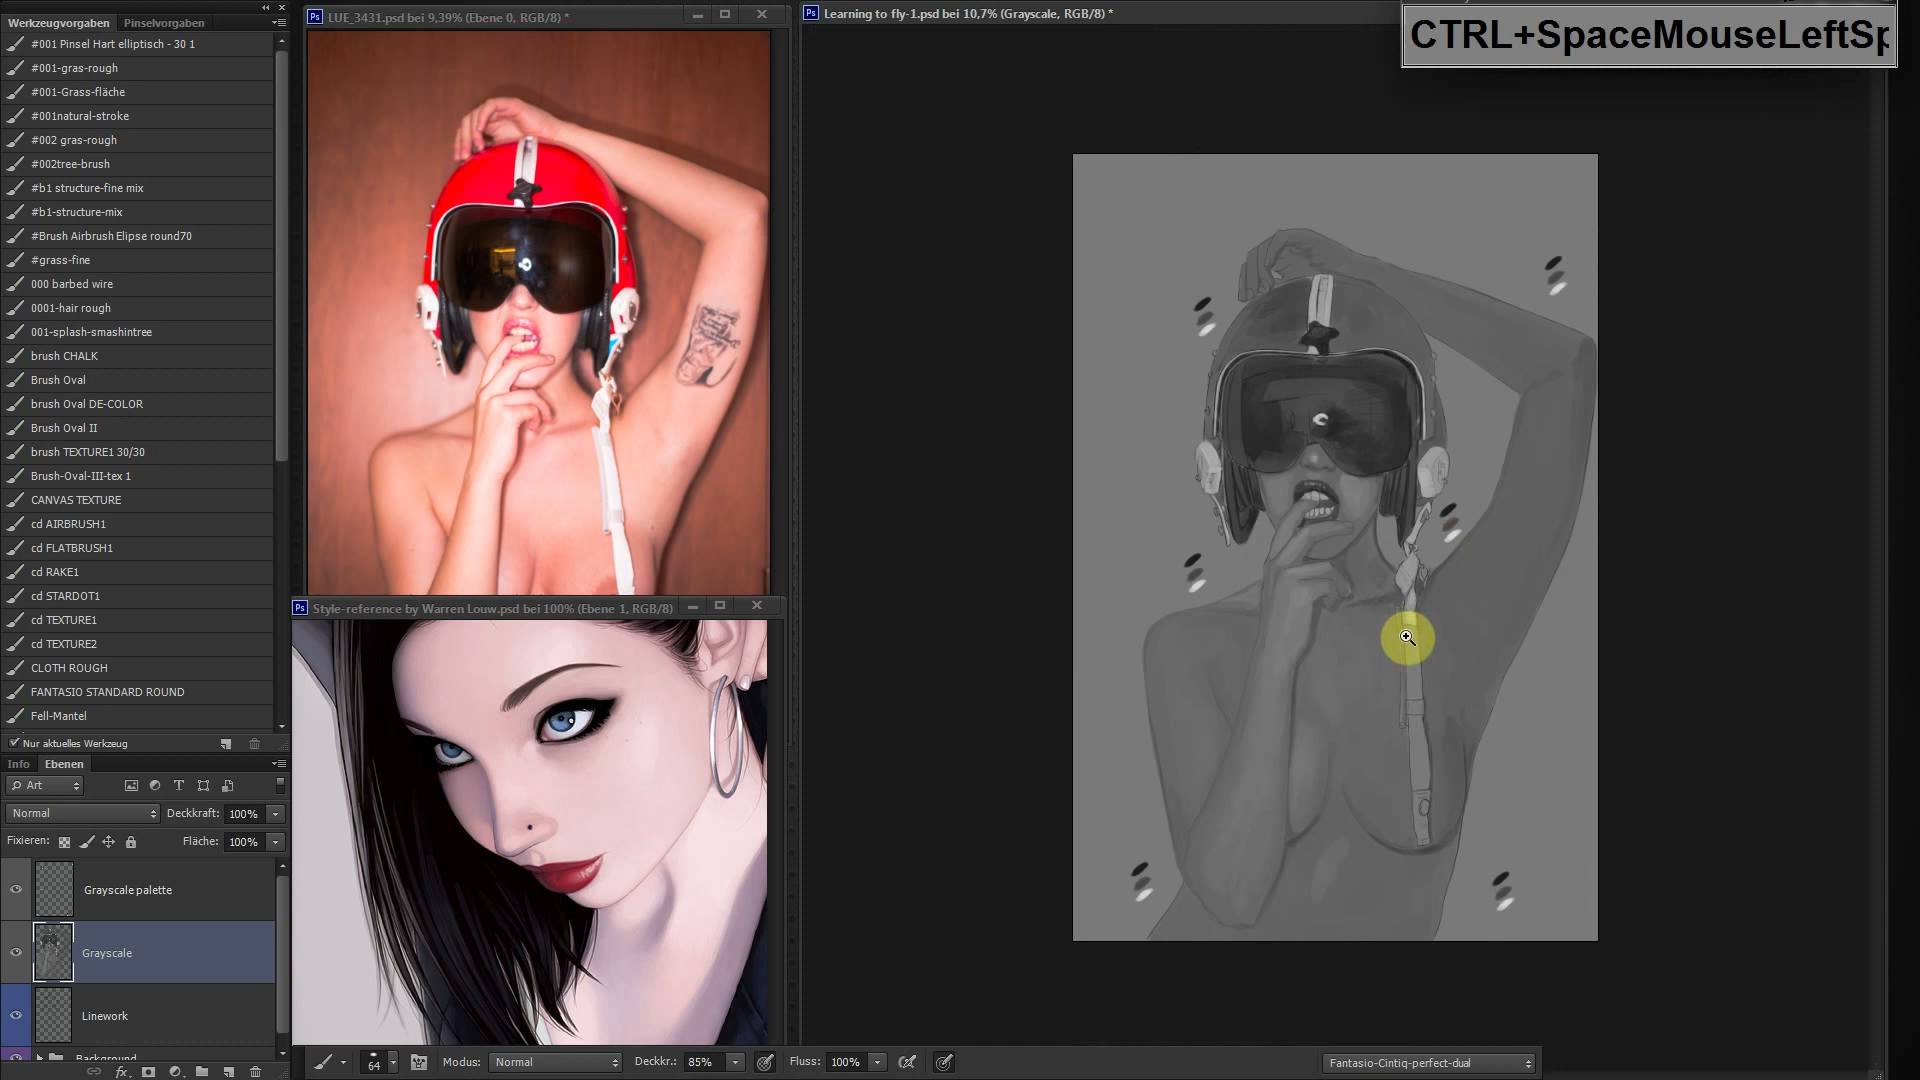 Werkzeugvorgaben Pinselvorgaben
#001 Pinsel Hart elliptisch - 30 1
#001-gras-rough
#001-Grass-fläche
#001natural-stroke
#002 gras-rough
#002tree-brush
#b1 structure-fine mix
#b1-structure-mix
#Brush Airbrush Elipse round70
#grass-fine
000 barbed wire
0001-hair rough
001-splash-smashintree
brush CHALK
Brush Oval
brush Oval DE-COLOR
Brush Oval II
brush TEXTURE1 30/30
Brush-Oval-III-tex 1
CANVAS TEXTURE
cd AIRBRUSH1
cd FLATBRUSH1
cd RAKE1
cd STARDOT1
cd TEXTURE1
cd TEXTURE2
CLOTH ROUGH
FANTASIO STANDARD ROUND
Fell-Mantel
Nur aktuelles Werkzeug
Info Ebenen
Art
Normal Deckkraft: 100%
Fixieren: Fläche: 100%
Grayscale palette
Grayscale
Linework
Background
fx
Ps LUE_3431.psd bei 9,39% (Ebene 0, RGB/8) *
Ps Style-reference by Warren Louw.psd bei 100% (Ebene 1, RGB/8)
Ps Learning to fly-1.psd bei 10,7% (Grayscale, RGB/8) *
CTRL+SpaceMouseLeftSp
64 Modus: Normal Deckkr.: 85% Fluss: 100% Fantasio-Cintiq-perfect-dual